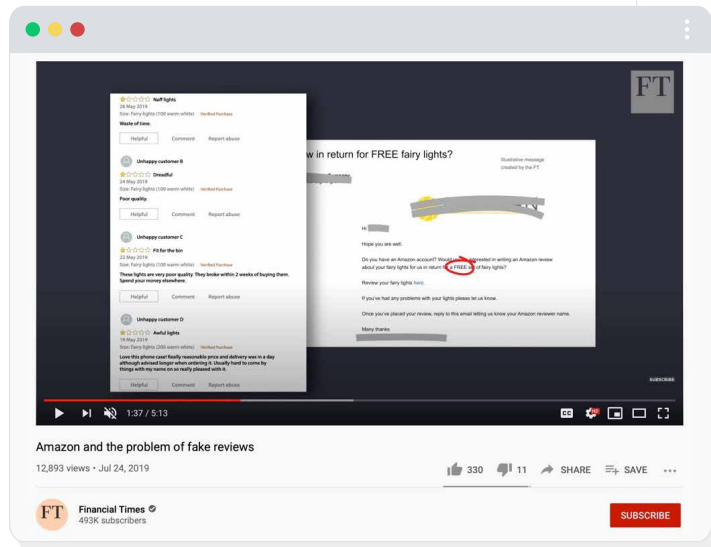 FT
Naff lights
26 May 2019
Size: Fairy lights (100 warm-white) Verified Purchase
Waste of time.
Helpful Comment Report abuse
Unhappy customer B
Dreadful
24 May 2019
Size: Fairy lights (100 warm-white) Verified Purchase
Poor quality.
Helpful Comment Report abuse
Unhappy customer C
Fit for the bin
22 May 2019
Size: Fairy lights (100 warm-white) Verified Purchase
These lights are very poor quality. They broke within 2 weeks of buying them.
Spend your money elsewhere.
Helpful Comment Report abuse
Unhappy customer D
Awful lights
19 May 2019
Size: Fairy lights (200 warm-white) Verified Purchase
Love this phone case! Really reasonable price and delivery was in a day
although advised longer when ordering it. Usually hard to come by
things with my name on so really pleased with it.
Helpful Comment Report abuse
w in return for FREE fairy lights?
Illustrative message
created by the FT
Hi
Hope you are well.
Do you have an Amazon account? Would interested in writing an Amazon review
about your fairy lights for us in return a FREE of fairy lights?
Review your fairy lights here.
If you've had any problems with your lights please let us know.
Once you've placed your review, reply to this email letting us know your Amazon reviewer name.
Many thanks
SUBSCRIBE
1:37 / 5:13
CC
HD
Amazon and the problem of fake reviews
12,893 views • Jul 24, 2019
330 11 SHARE SAVE
FT
Financial Times
493K subscribers
SUBSCRIBE